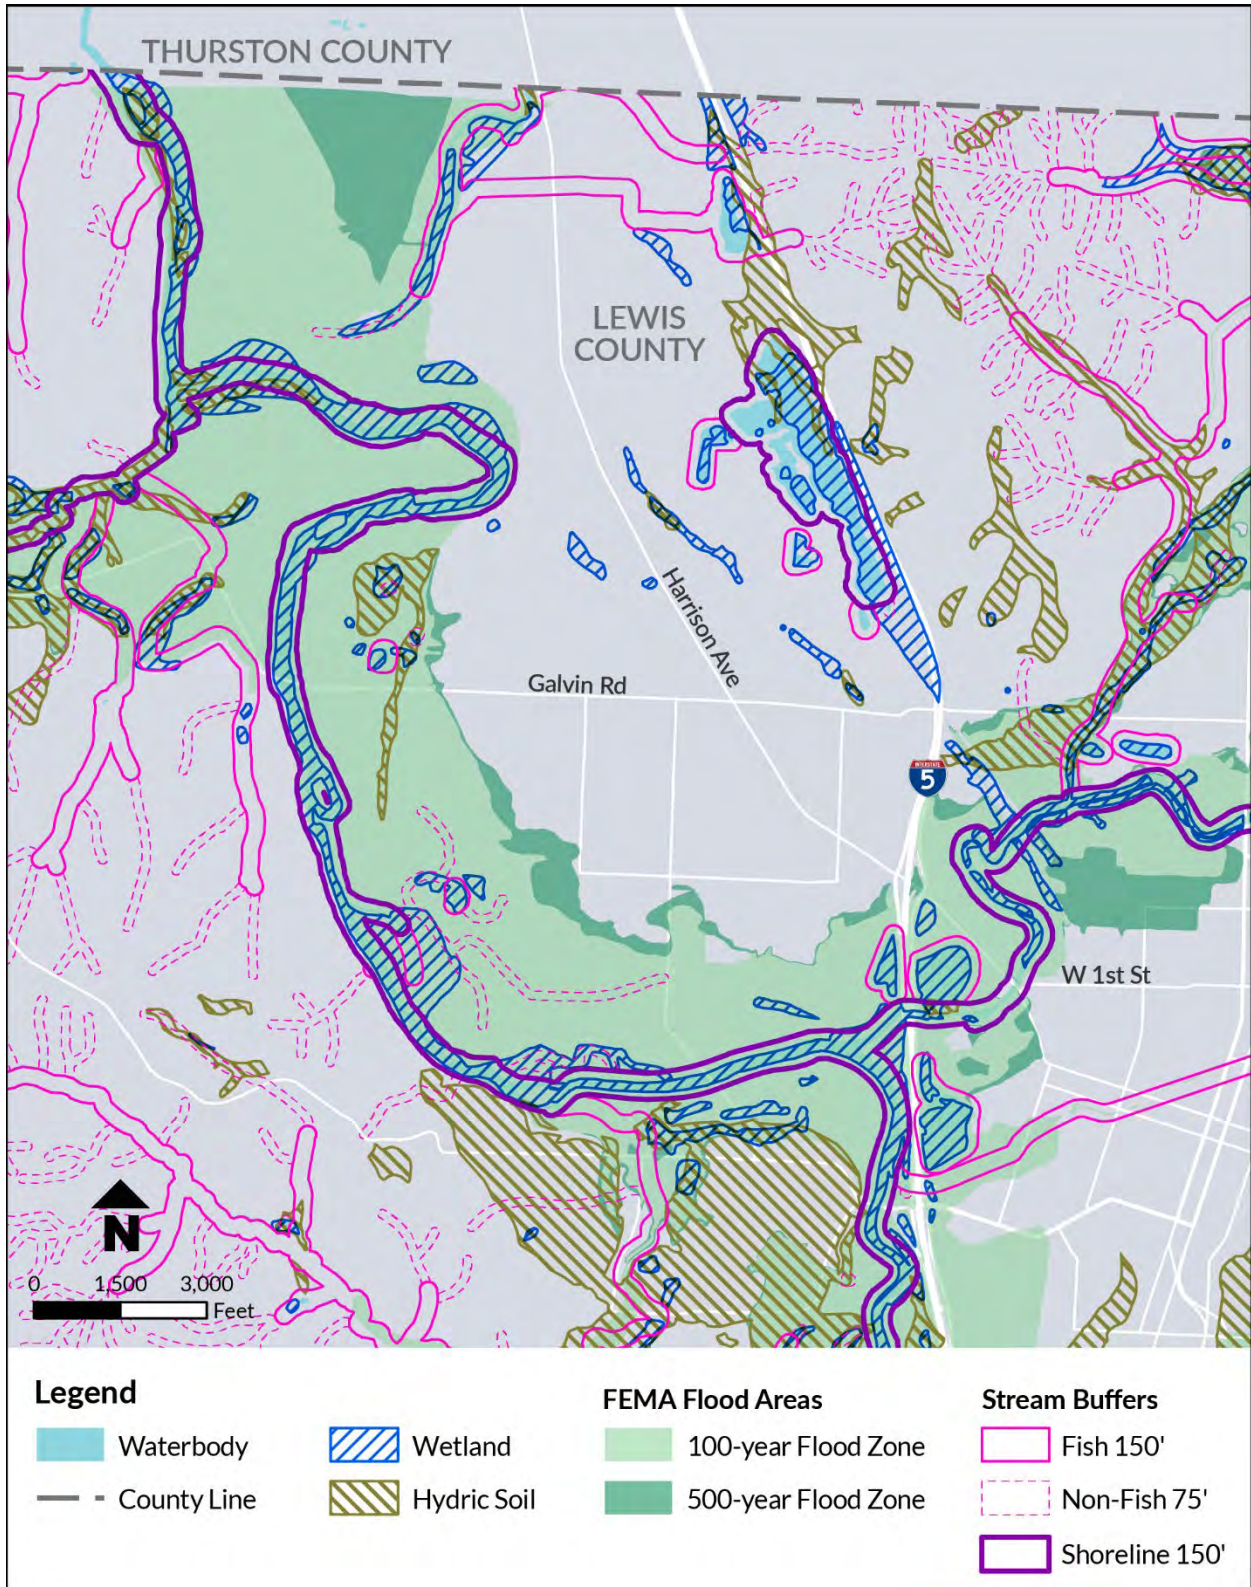 THURSTON COUNTY
LEWIS
COUNTY
Harrison Ave
Galvin Rd
INTERSTATE
5
W 1st St
N
0 1,500 3,000
Feet
Legend
Waterbody
County Line
Wetland
Hydric Soil
FEMA Flood Areas
100-year Flood Zone
500-year Flood Zone
Stream Buffers
Fish 150'
Non-Fish 75'
Shoreline 150'